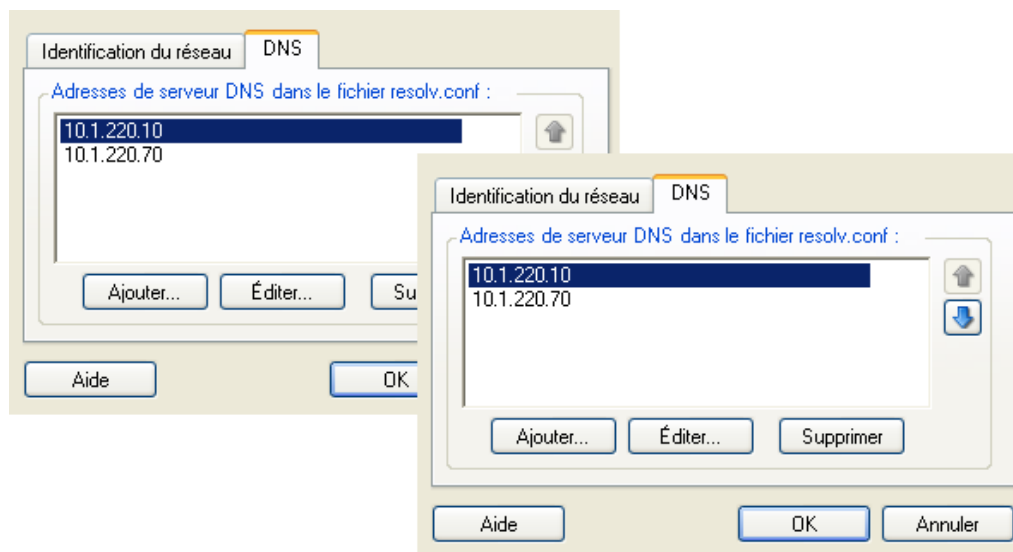 Identification du réseau DNS
Adresses de serveur DNS dans le fichier resolv.conf :
10.1.220.10
10.1.220.70
Ajouter... Éditer... Su
Aide OK
Identification du réseau DNS
Adresses de serveur DNS dans le fichier resolv.conf :
10.1.220.10
10.1.220.70
Ajouter... Éditer... Supprimer
Aide OK Annuler